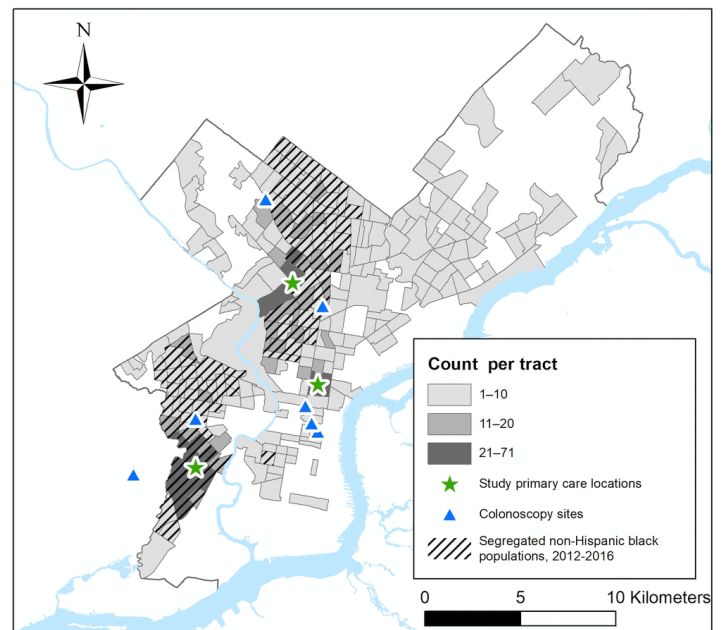 N
Count per tract
1–10
11–20
21–71
Study primary care locations
Colonoscopy sites
Segregated non-Hispanic black
populations, 2012-2016
0 5 10 Kilometers